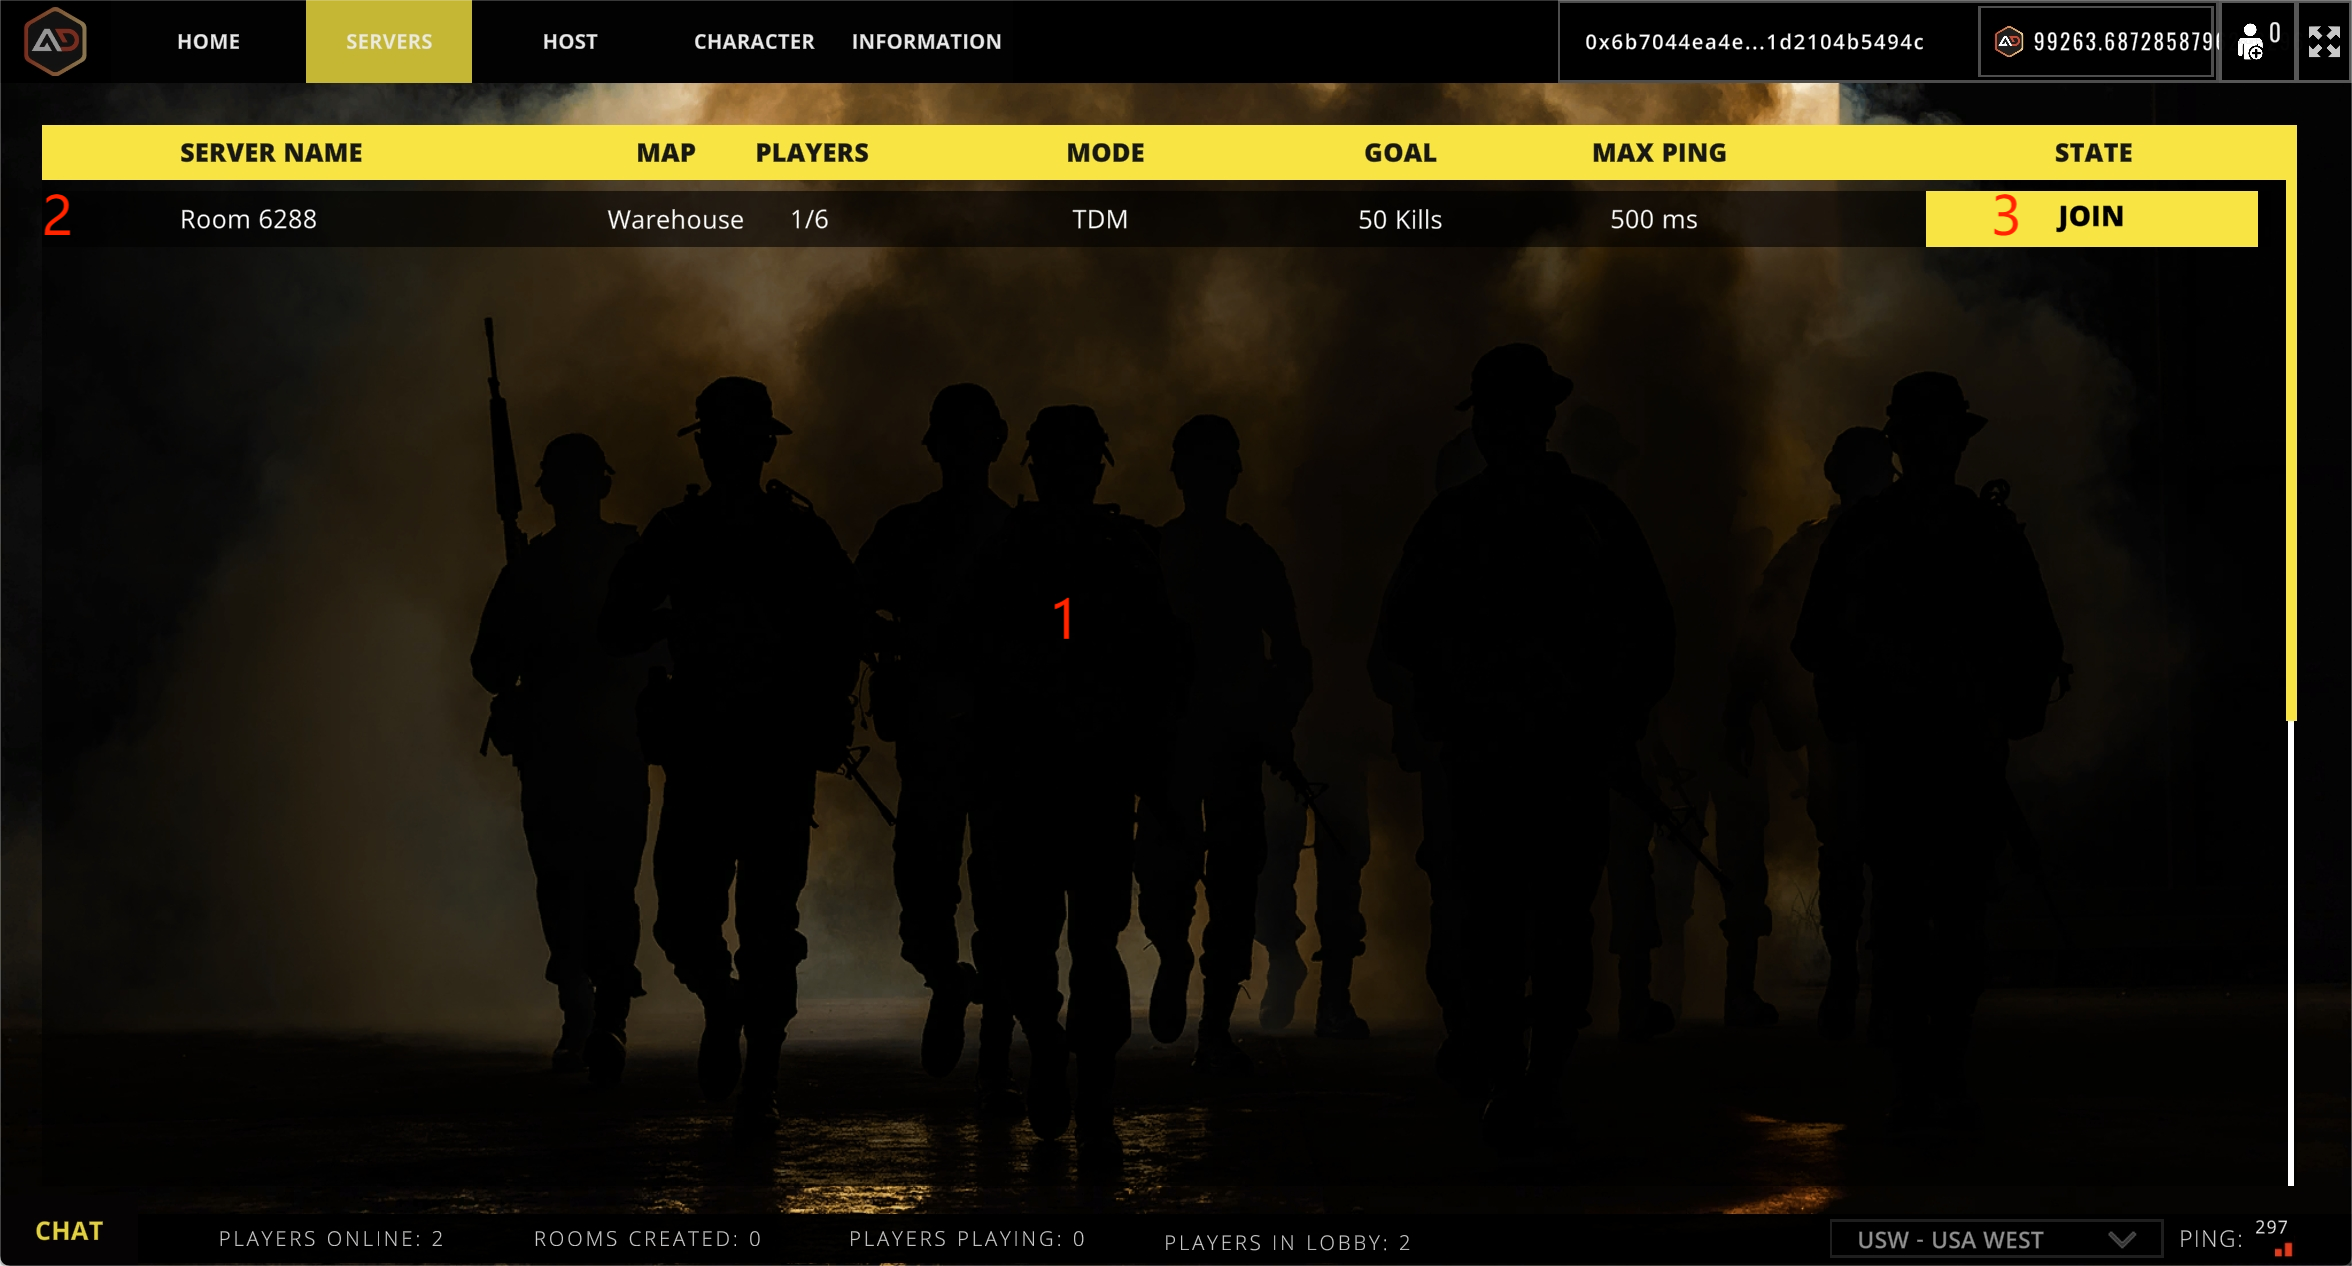 AD HOME SERVERS HOST CHARACTER INFORMATION 0x6b7044ea4e...1d2104b5494c 99263.687285879 0
SERVER NAME MAP PLAYERS MODE GOAL MAX PING STATE
2 Room 6288 Warehouse 1/6 TDM 50 Kills 500 ms 3 JOIN
1
CHAT PLAYERS ONLINE: 2 ROOMS CREATED: 0 PLAYERS PLAYING: 0 PLAYERS IN LOBBY: 2 USW - USA WEST PING: 297